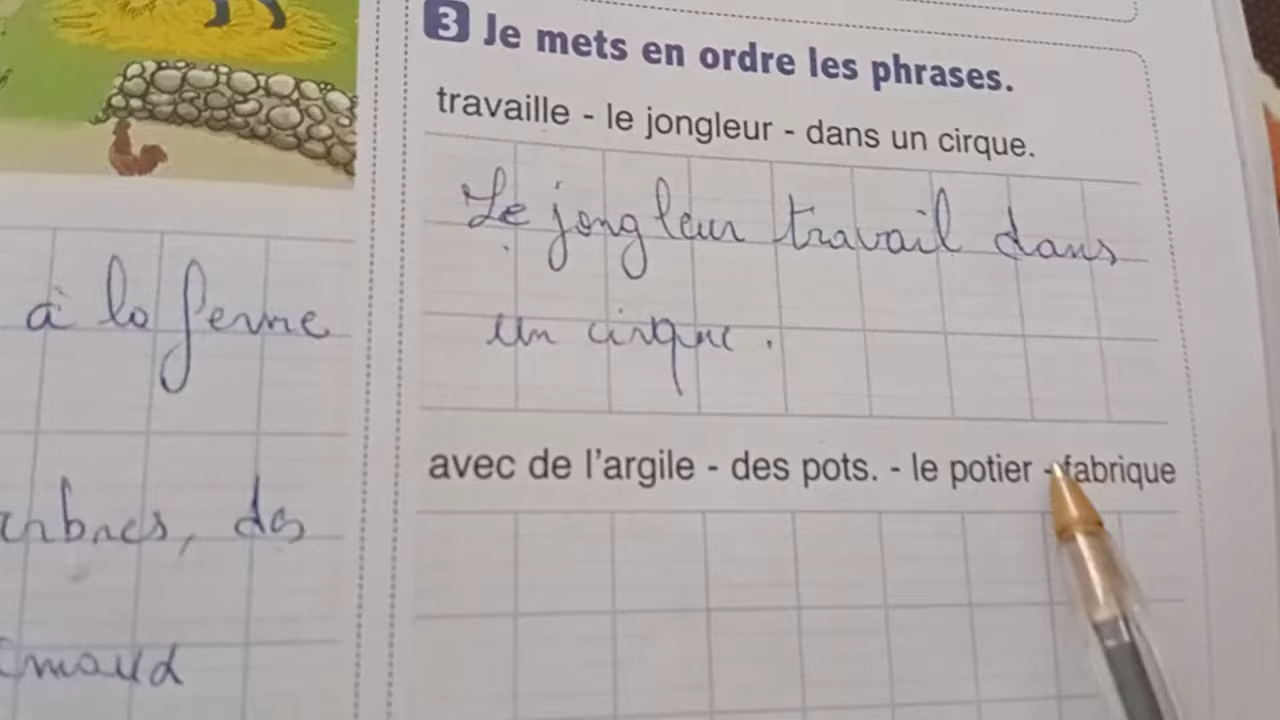 3 Je mets en ordre les phrases.
travaille - le jongleur - dans un cirque.
Le jongleur travail dans
un cirque.
avec de l'argile - des pots. - le potier - fabrique
à la ferme
arbres, des